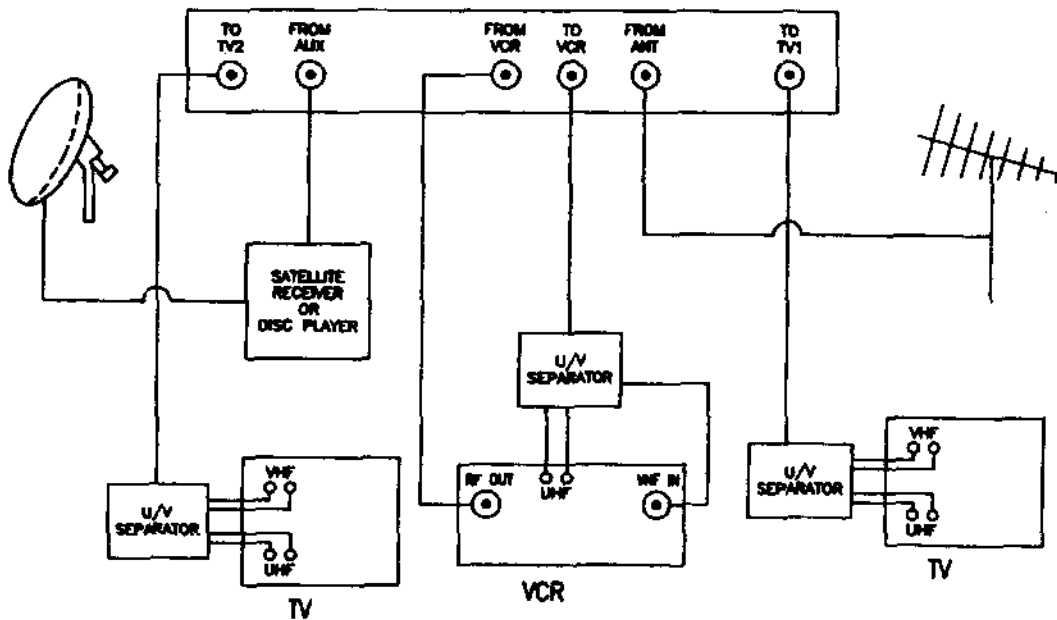 TO
TV2
FROM
AUX
FROM
VCR
TO
VCR
FROM
ANT
TO
TV1
SATELLITE
RECEIVER
OR
DISC PLAYER
U/V
SEPARATOR
VHF
UHF
U/V
SEPARATOR
TV
RF OUT
UHF
VHF IN
VCR
U/V
SEPARATOR
VHF
UHF
TV